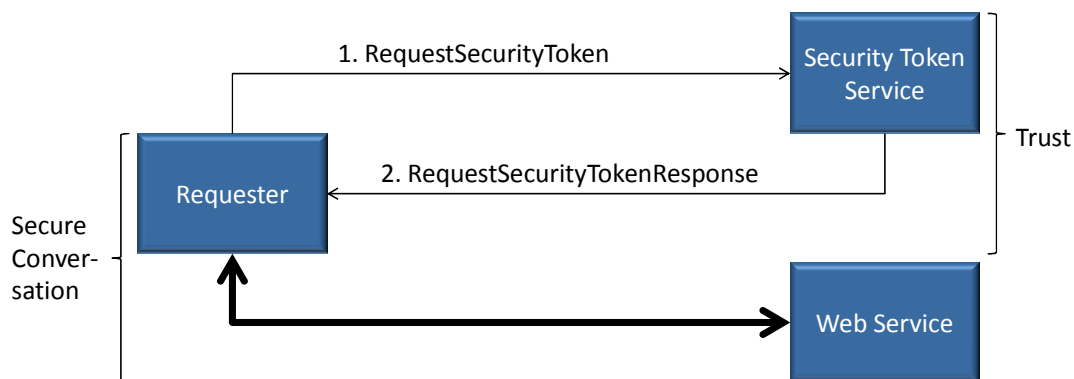 1. RequestSecurityToken
Security Token
Service
Trust
2. RequestSecurityTokenResponse
Requester
Secure
Conver-
sation
Web Service